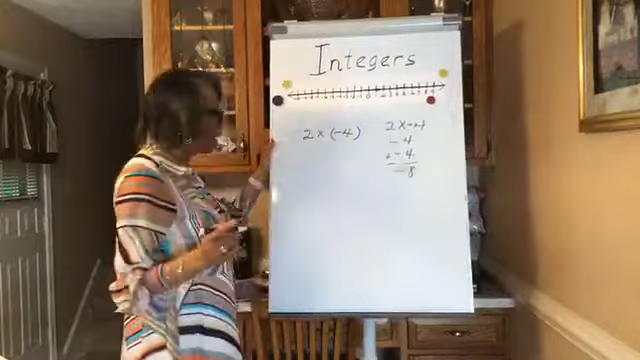 Integers
2 x (-4)
2 x -4
- 4
+ - 4
- 8